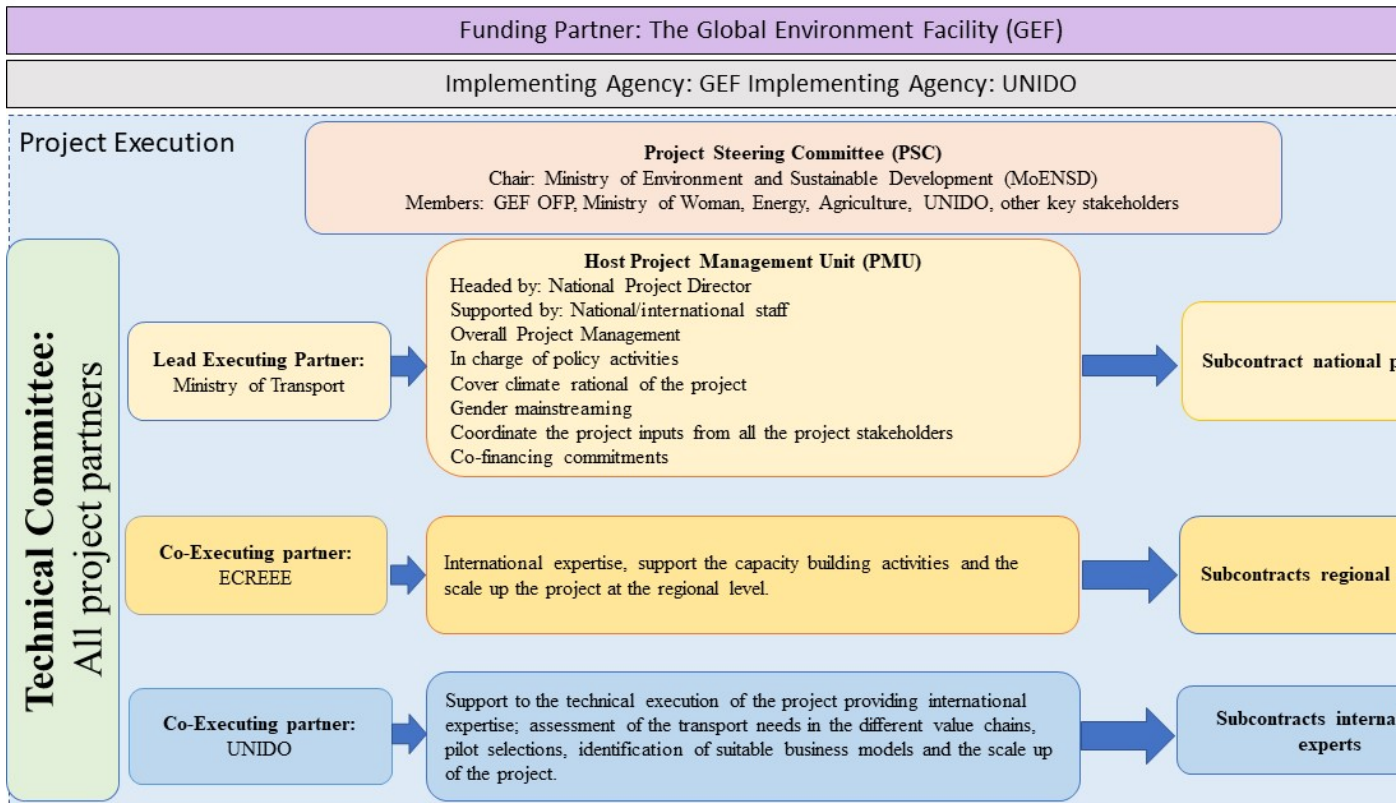 Funding Partner: The Global Environment Facility (GEF)
Implementing Agency: GEF Implementing Agency: UNIDO
Project Execution
Project Steering Committee (PSC)
Chair: Ministry of Environment and Sustainable Development (MoENSD)
Members: GEF OFP, Ministry of Woman, Energy, Agriculture, UNIDO, other key stakeholders
Technical Committee:
All project partners
Lead Executing Partner:
Ministry of Transport
Host Project Management Unit (PMU)
Headed by: National Project Director
Supported by: National/international staff
Overall Project Management
In charge of policy activities
Cover climate rational of the project
Gender mainstreaming
Coordinate the project inputs from all the project stakeholders
Co-financing commitments
Subcontract national
Co-Executing partner:
ECREEE
International expertise, support the capacity building activities and the
scale up the project at the regional level.
Subcontracts regional
Co-Executing partner:
UNIDO
Support to the technical execution of the project providing international
expertise; assessment of the transport needs in the different value chains,
pilot selections, identification of suitable business models and the scale up
of the project.
Subcontracts
experts